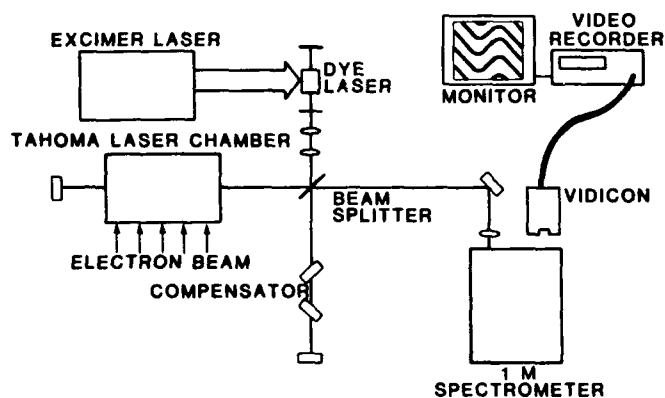 EXCIMER LASER
DYE
LASER
VIDEO
RECORDER
MONITOR
TAHOMA LASER CHAMBER
BEAM
SPLITTER
VIDICON
ELECTRON BEAM
COMPENSATOR
1 M
SPECTROMETER